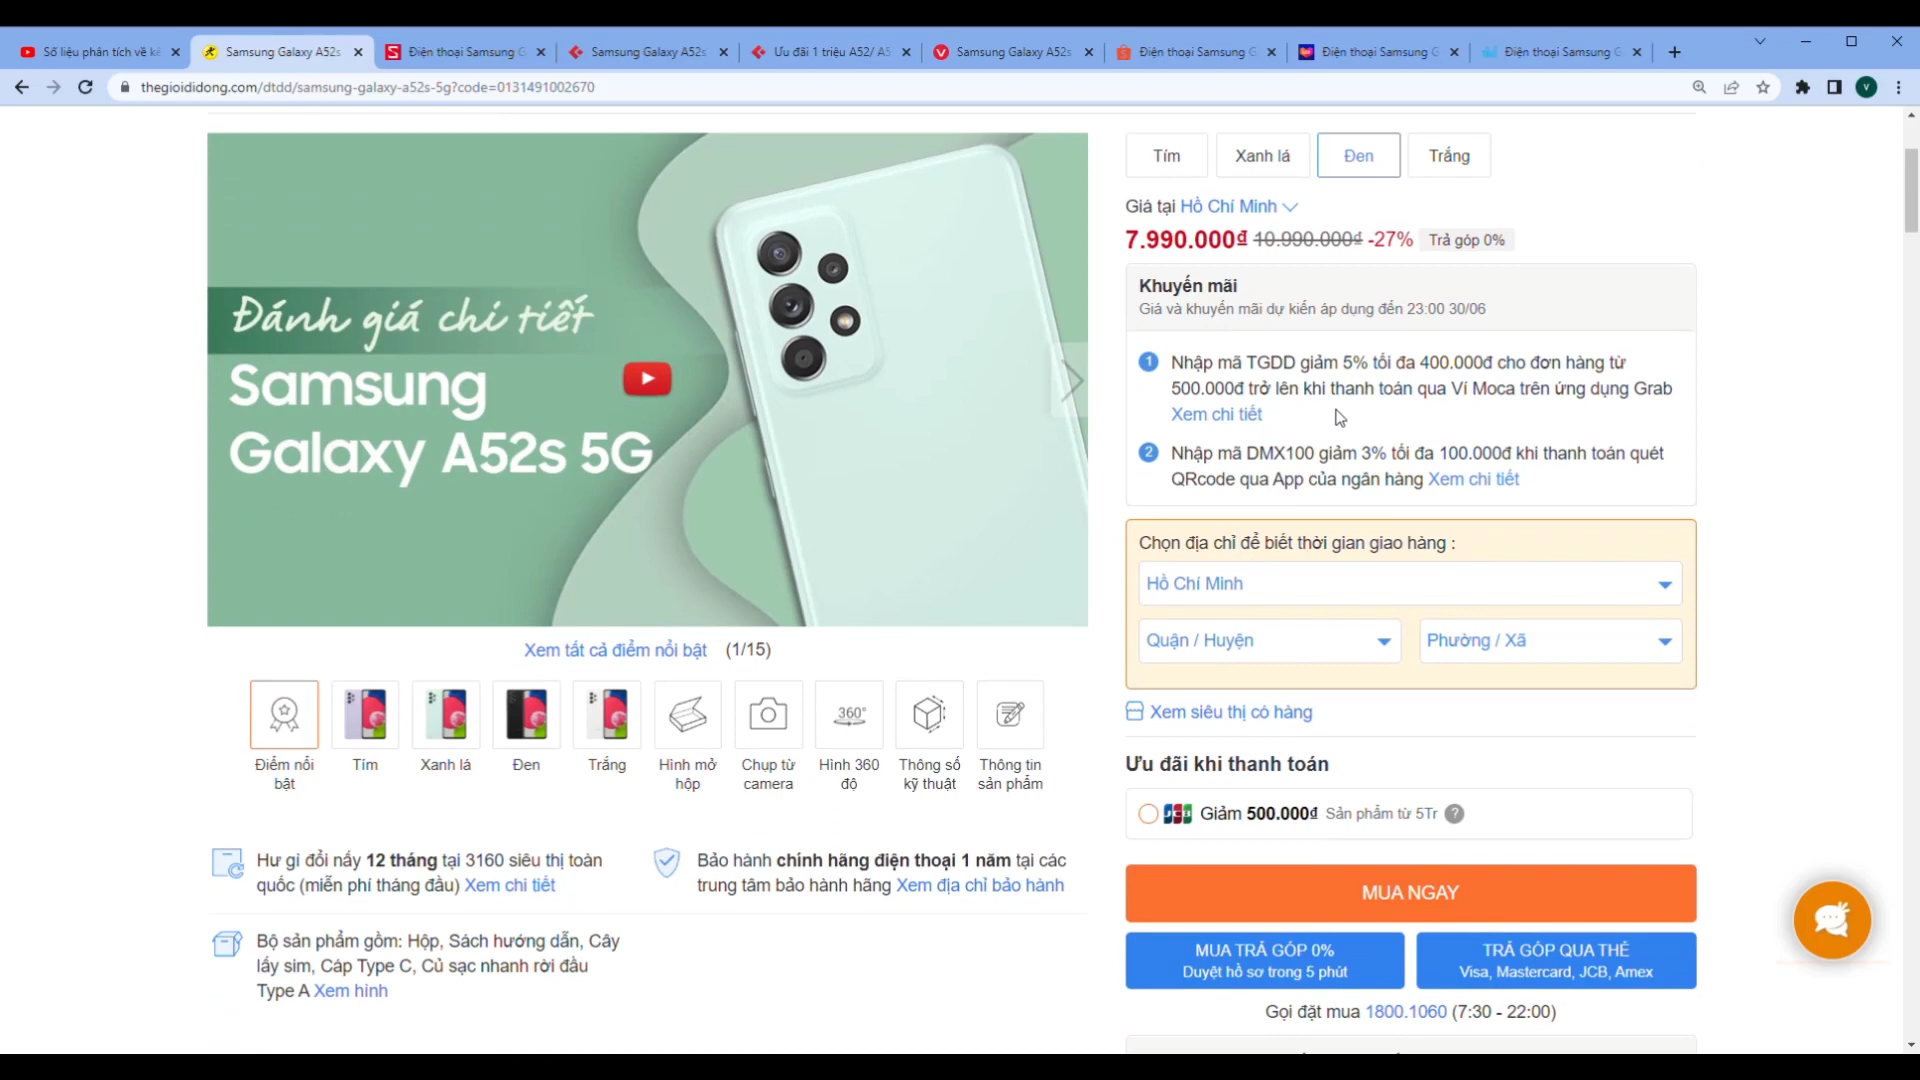 Số liệu phân tích về kê
Samsung Galaxy A52s
Điện thoại Samsung G
Samsung Galaxy A52s
Ưu đãi 1 triệu A52/ A5
Samsung Galaxy A52s
Điện thoại Samsung G
Điện thoại Samsung G
Điện thoại Samsung G
thegioididong.com/dtdd/samsung-galaxy-a52s-5g?code=0131491002670
V
Đánh giá chi tiết
Samsung
Galaxy A52s 5G
Xem tất cả điểm nổi bật (1/15)
360°
Điểm nổi bật
Tím
Xanh lá
Đen
Trắng
Hình mở hộp
Chụp từ camera
Hình 360 độ
Thông số kỹ thuật
Thông tin sản phẩm
Hư gì đổi nấy 12 tháng tại 3160 siêu thị toàn
quốc (miễn phí tháng đầu) Xem chi tiết
Bảo hành chính hãng điện thoại 1 năm tại các
trung tâm bảo hành hãng Xem địa chỉ bảo hành
Bộ sản phẩm gồm: Hộp, Sách hướng dẫn, Cây
lấy sim, Cáp Type C, Củ sạc nhanh rời đầu
Type A Xem hình
Tím
Xanh lá
Đen
Trắng
Giá tại Hồ Chí Minh
7.990.000₫ 10.990.000₫ -27% Trả góp 0%
Khuyến mãi
Giá và khuyến mãi dự kiến áp dụng đến 23:00 30/06
1 Nhập mã TGDD giảm 5% tối đa 400.000đ cho đơn hàng từ
500.000đ trở lên khi thanh toán qua Ví Moca trên ứng dụng Grab
Xem chi tiết
2 Nhập mã DMX100 giảm 3% tối đa 100.000đ khi thanh toán quét
QRcode qua App của ngân hàng Xem chi tiết
Chọn địa chỉ để biết thời gian giao hàng :
Hồ Chí Minh
Quận / Huyện
Phường / Xã
Xem siêu thị có hàng
Ưu đãi khi thanh toán
JCB Giảm 500.000₫ Sản phẩm từ 5Tr ?
MUA NGAY
MUA TRẢ GÓP 0%
Duyệt hồ sơ trong 5 phút
TRẢ GÓP QUA THẺ
Visa, Mastercard, JCB, Amex
Gọi đặt mua 1800.1060 (7:30 - 22:00)